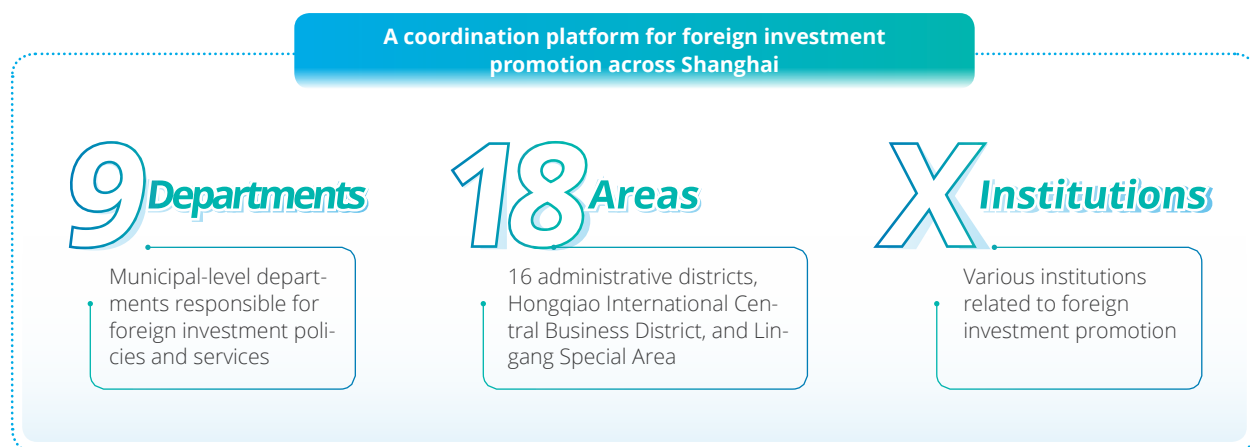 A coordination platform for foreign investment
promotion across Shanghai
9 Departments
Municipal-level depart-
ments responsible for
foreign investment poli-
cies and services
18 Areas
16 administrative districts,
Hongqiao International Cen-
tral Business District, and Lin-
gang Special Area
X Institutions
Various institutions
related to foreign
investment promotion